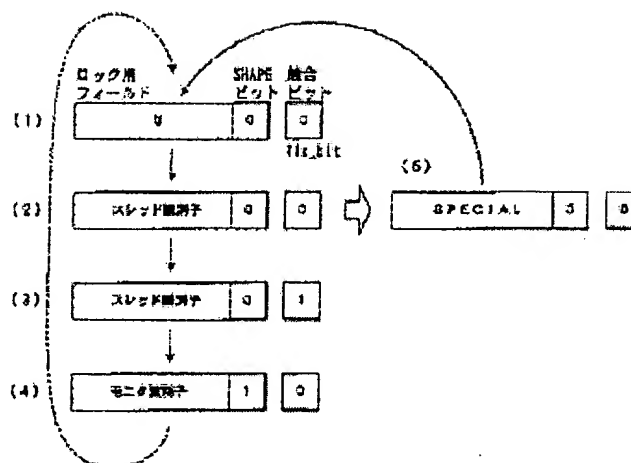 ロック用
フィールド
SHAPE
ビット
競合
ビット
(1)
0
0
0
flc_bit
(2)
スレッド識別子
0
0
(5)
SPECIAL
(3)
スレッド識別子
0
1
(4)
モニタ識別子
1
0